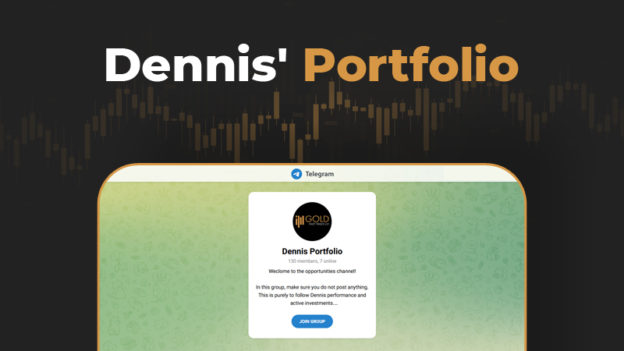 Dennis' Portfolio
Telegram
GOLD
Dennis Portfolio
130 members, 7 online
Welcome to the opportunities channel!
In this group, make sure you do not post anything,
This is purely to follow Dennis performance and
active investments....
JOIN GROUP